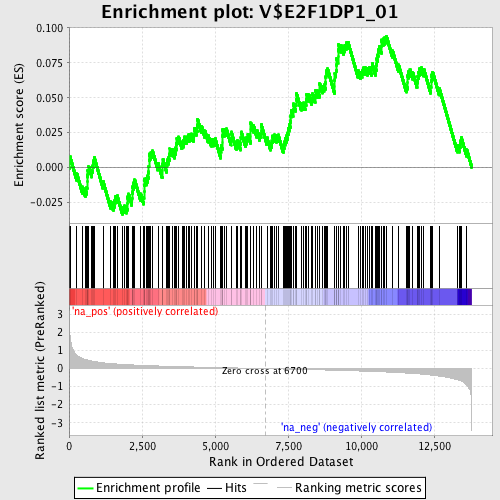 Enrichment plot: V$E2F1DP1_01
Enrichment score (ES)
0.100
0.075
0.050
0.025
0.000
-0.025
'na_pos' (positively correlated)
Ranked list metric (PreRanked)
3
2
1
0
-1
-2
-3
Zero cross at 6700
'na_neg' (negatively correlated)
0
2,500
5,000
7,500
10,000
12,500
Rank in Ordered Dataset
Enrichment profile
Hits
Ranking metric scores